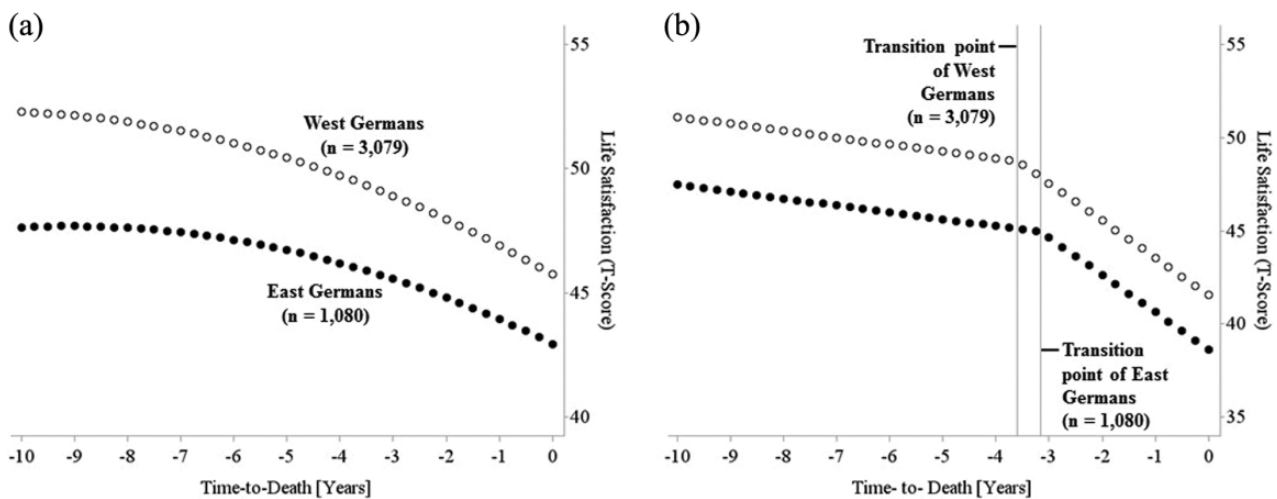 (a)
55
50
45
40
Life Satisfaction (T-Score)
West Germans
(n = 3,079)
East Germans
(n = 1,080)
-10 -9 -8 -7 -6 -5 -4 -3 -2 -1 0
Time-to-Death [Years]
(b)
55
50
45
40
35
Life Satisfaction (T-Score)
Transition point
of West
Germans
(n = 3,079)
Transition
point of East
Germans
(n = 1,080)
-10 -9 -8 -7 -6 -5 -4 -3 -2 -1 0
Time- to- Death [Years]